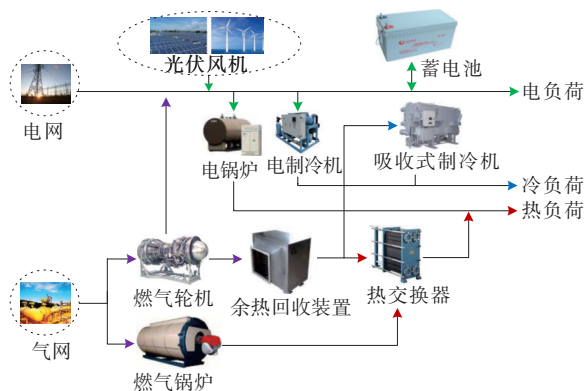 光伏风机
蓄电池
电网
电负荷
电锅炉
电制冷机
吸收式制冷机
冷负荷
热负荷
燃气轮机
余热回收装置
热交换器
气网
燃气锅炉